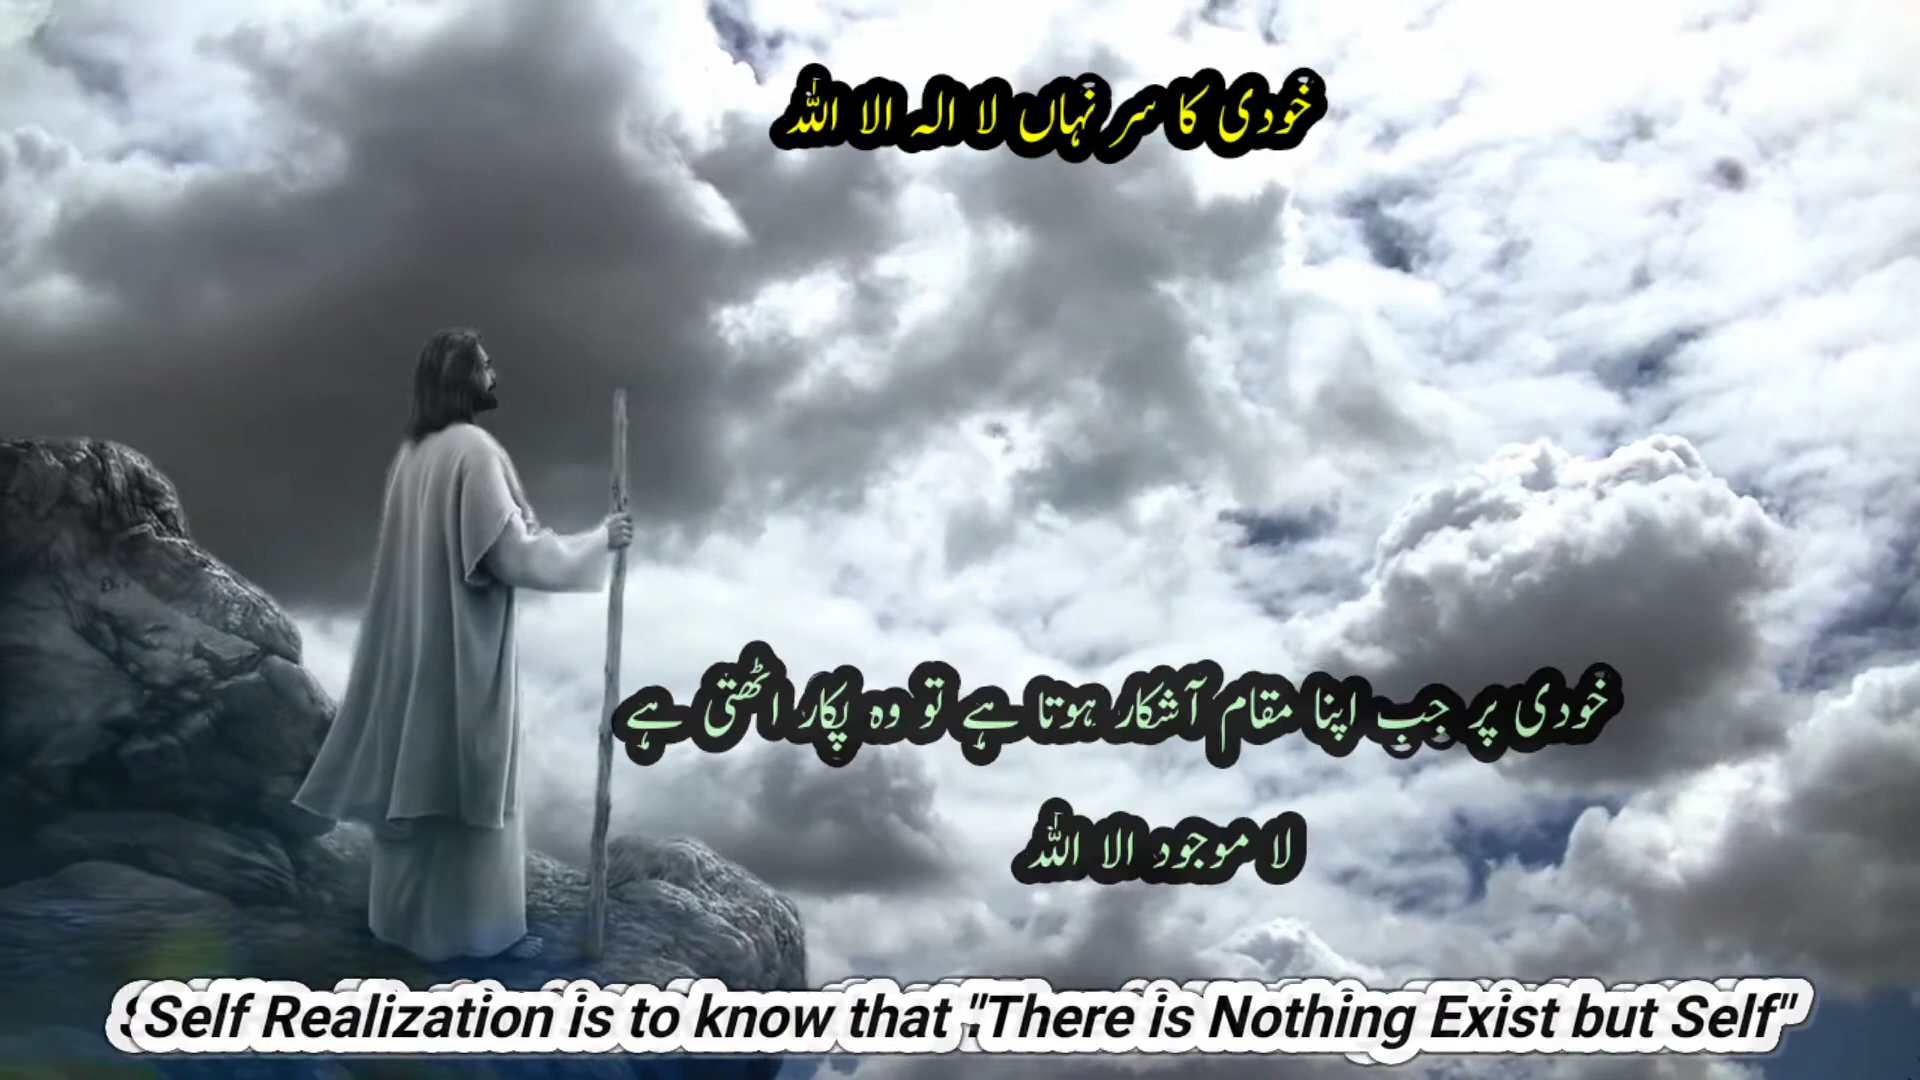 خودی کا سر نہاں لا الہ الا اللہ
خودی پر جب اپنا مقام آشکار ہوتا ہے تو وہ پکار اٹھتی ہے
لا موجود الا اللہ
Self Realization is to know that "There is Nothing Exist but Self"